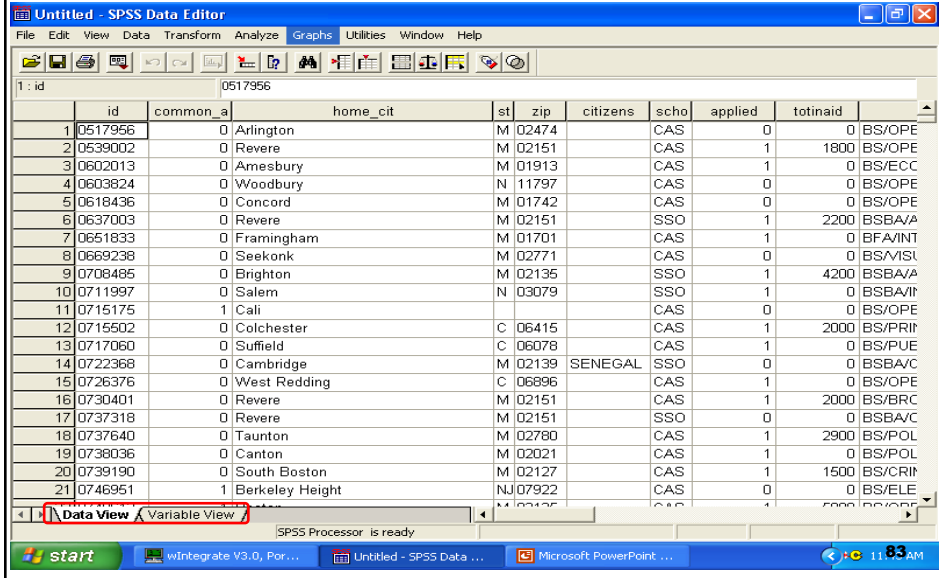 Untitled - SPSS Data Editor
File Edit View Data Transform Analyze Graphs Utilities Window Help
1 : id 0517956
id common_a home_cit st zip citizens scho applied totinaid
1 0517956 0 Arlington M 02474 CAS 0 0 BS/OPE
2 0539002 0 Revere M 02151 CAS 1 1800 BS/OPE
3 0602013 0 Amesbury M 01913 CAS 1 0 BS/ECC
4 0603824 0 Woodbury N 11797 CAS 0 0 BS/OPE
5 0618436 0 Concord M 01742 CAS 0 0 BS/OPE
6 0637003 0 Revere M 02151 SSO 1 2200 BSBA/A
7 0651833 0 Framingham M 01701 CAS 1 0 BFA/INT
8 0669238 0 Seekonk M 02771 CAS 0 0 BS/VISU
9 0708485 0 Brighton M 02135 SSO 1 4200 BSBA/A
10 0711997 0 Salem N 03079 SSO 1 0 BSBA/IN
11 0715175 1 Cali CAS 0 0 BS/OPE
12 0715502 0 Colchester C 06415 CAS 1 2000 BS/PRIN
13 0717060 0 Suffield C 06078 CAS 1 0 BS/PUE
14 0722368 0 Cambridge M 02139 SENEGAL SSO 0 0 BSBA/C
15 0726376 0 West Redding C 06896 CAS 1 0 BS/OPE
16 0730401 0 Revere M 02151 CAS 1 2000 BS/BRC
17 0737318 0 Revere M 02151 SSO 0 0 BSBA/C
18 0737640 0 Taunton M 02780 CAS 1 2900 BS/POL
19 0738036 0 Canton M 02021 CAS 1 0 BS/POL
20 0739190 0 South Boston M 02127 CAS 1 1500 BS/CRIN
21 0746951 1 Berkeley Height NJ 07922 CAS 0 0 BS/ELE
Data View Variable View
SPSS Processor is ready
start wIntegrate V3.0, Por... Untitled - SPSS Data ... Microsoft PowerPoint ... AM
83